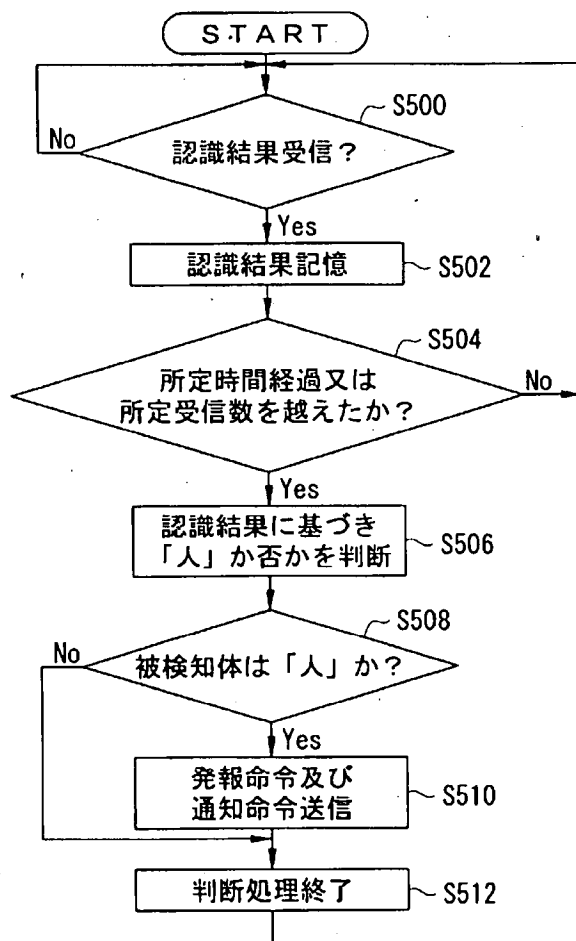 START
S500
認識結果受信？
No
Yes
認識結果記憶
S502
S504
所定時間経過又は
所定受信数を越えたか？
No
Yes
認識結果に基づき
「人」か否かを判断
S506
S508
No
被検知体は「人」か？
Yes
発報命令及び
通知命令送信
S510
判断処理終了
S512